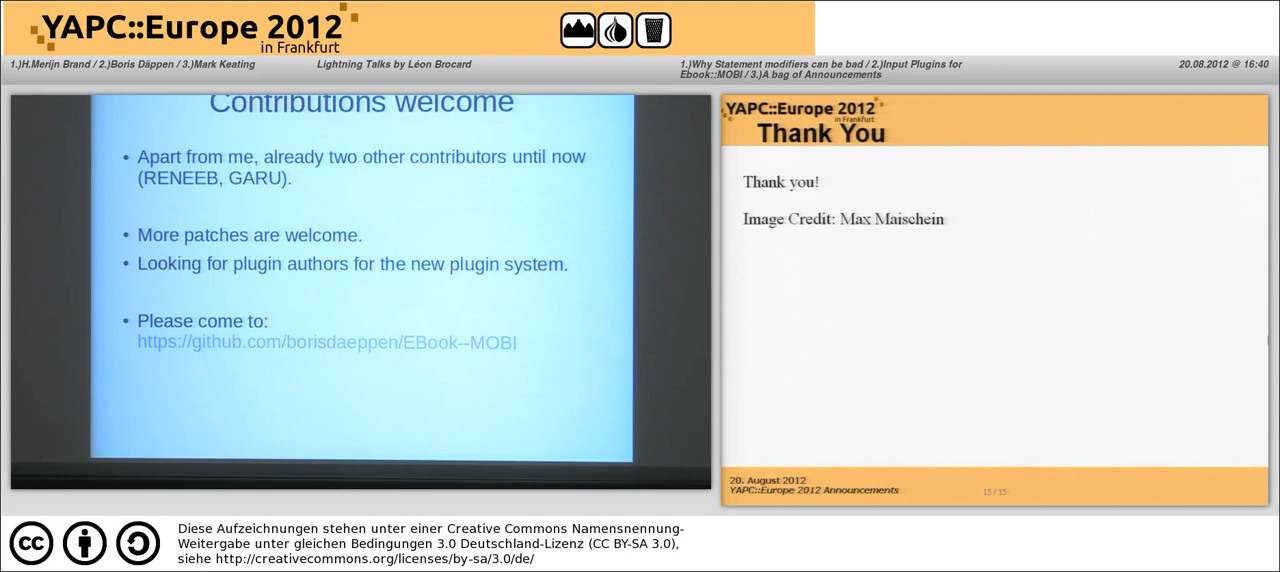 YAPC::Europe 2012
in Frankfurt
1.)H.Merijn Brand / 2.)Boris Däppen / 3.)Mark Keating
Lightning Talks by Léon Brocard
1.)Why Statement modifiers can be bad / 2.)Input Plugins for
Ebook::MOBI / 3.)A bag of Announcements
20.08.2012 @ 16:40
Contributions welcome
• Apart from me, already two other contributors until now
(RENEEB, GARU).
• More patches are welcome.
• Looking for plugin authors for the new plugin system.
• Please come to:
https://github.com/borisdaeppen/EBook--MOBI
YAPC::Europe 2012
in Frankfurt
Thank You
Thank you!
Image Credit: Max Maischein
20. August 2012
YAPC::Europe 2012 Announcements
15 / 15
cc
Diese Aufzeichnungen stehen unter einer Creative Commons Namensnennung-
Weitergabe unter gleichen Bedingungen 3.0 Deutschland-Lizenz (CC BY-SA 3.0),
siehe http://creativecommons.org/licenses/by-sa/3.0/de/